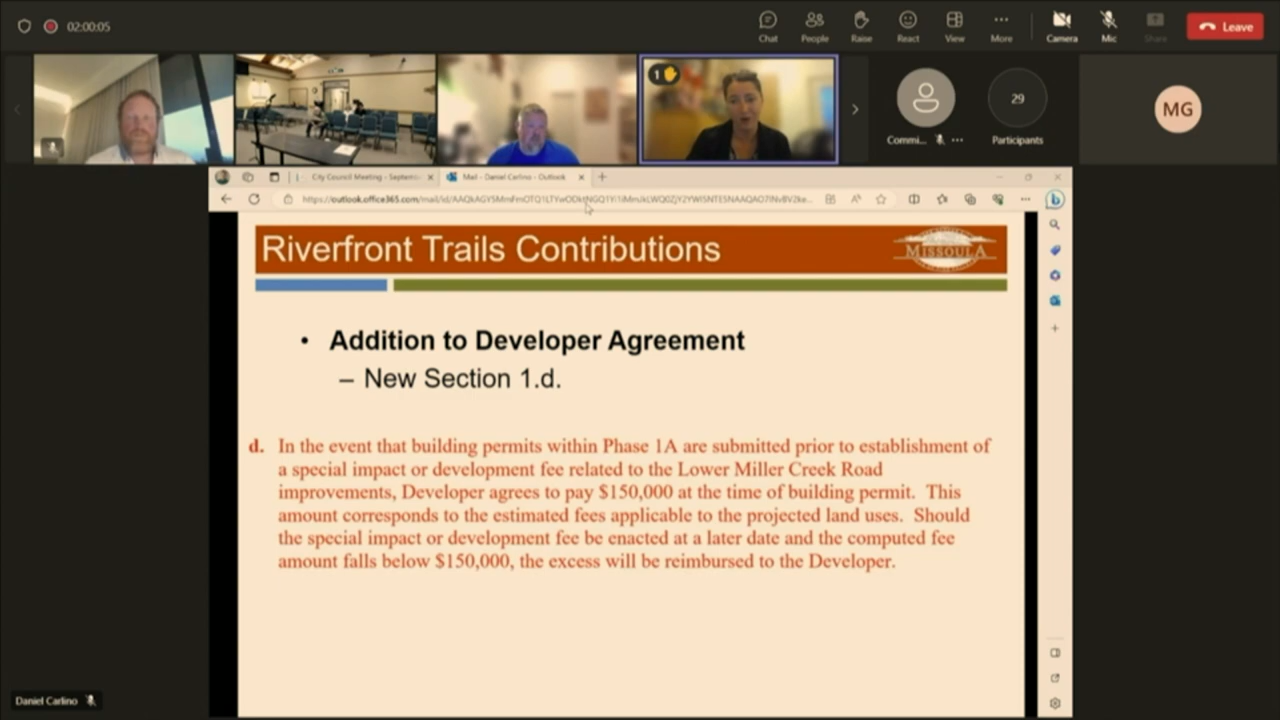 02:00:05
Chat
People
Raise
React
View
More
Camera
Mic
Share
Leave
1
Commi...
29
Participants
MG
City Council Meeting - Septem
Mail - Daniel Carlino - Outlook
Riverfront Trails Contributions
MISSOULA
• Addition to Developer Agreement
– New Section 1.d.
d. In the event that building permits within Phase 1A are submitted prior to establishment of
a special impact or development fee related to the Lower Miller Creek Road
improvements, Developer agrees to pay $150,000 at the time of building permit. This
amount corresponds to the estimated fees applicable to the projected land uses. Should
the special impact or development fee be enacted at a later date and the computed fee
amount falls below $150,000, the excess will be reimbursed to the Developer.
Daniel Carlino